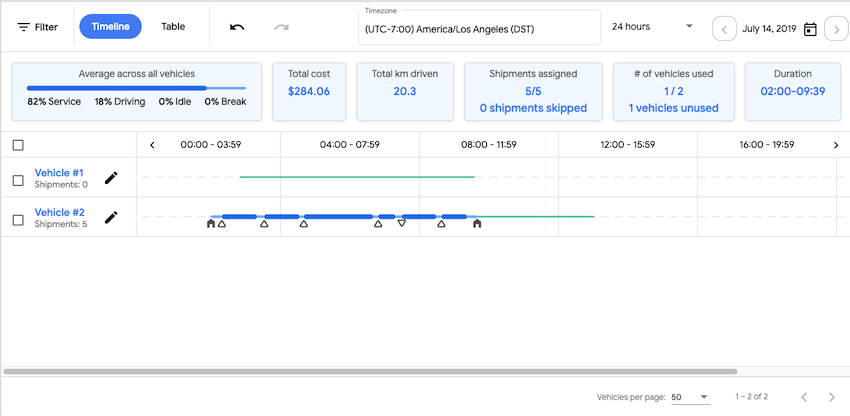 Filter
Timeline
Table
Timezone
(UTC-7:00) America/Los Angeles (DST)
24 hours
July 14, 2019
Average across all vehicles
82% Service 18% Driving 0% Idle 0% Break
Total cost
$284.06
Total km driven
20.3
Shipments assigned
5/5
0 shipments skipped
# of vehicles used
1 / 2
1 vehicles unused
Duration
02:00-09:39
00:00 - 03:59
04:00 - 07:59
08:00 - 11:59
12:00 - 15:59
16:00 - 19:59
Vehicle #1
Shipments: 0
Vehicle #2
Shipments: 5
Vehicles per page: 50
1 – 2 of 2